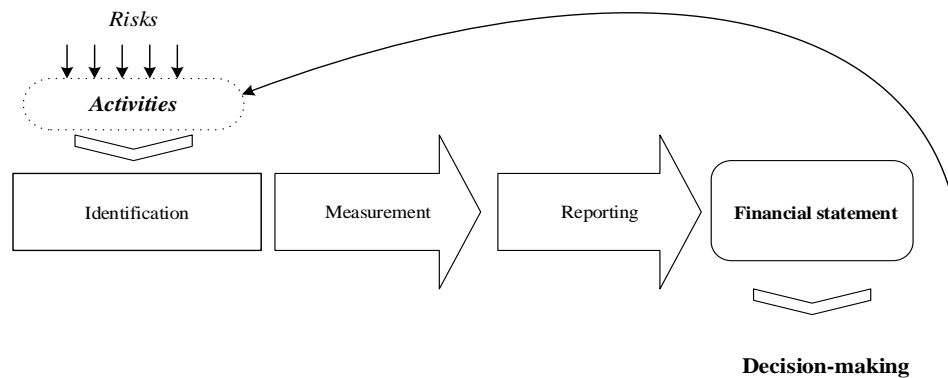 Risks
Activities
Identification
Measurement
Reporting
Financial statement
Decision-making